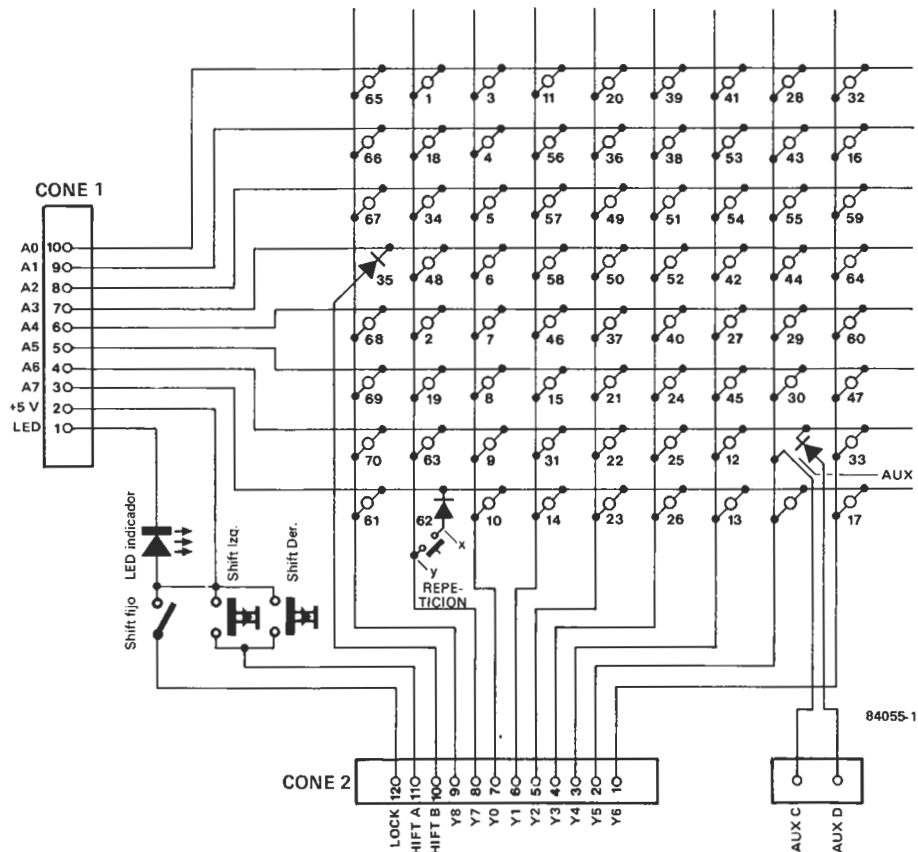 65 1 3 11 20 39 41 28 32
66 18 4 56 36 38 53 43 16
CONE 1
67 34 5 57 49 51 54 55 59
A0 10
A1 9
35 48 6 58 50 52 42 44 64
A2 8
A3 7
A4 6
68 2 7 46 37 40 27 29 60
A5 5
A6 4
A7 3
69 19 8 15 21 24 45 30 47
+5 V 2
LED 1
70 63 9 31 22 25 12 33
AUX
61 62 10 14 23 26 13 17
x
y
REPE-
TICION
LED indicador
Shift Izq.
Shift Der.
Shift fijo
84055-1
CONE 2
12 11 10 9 8 7 6 5 4 3 2 1
LOCK
HIFT A
HIFT B
Y8
Y7
Y0
Y1
Y2
Y3
Y4
Y5
Y6
AUX C
AUX D